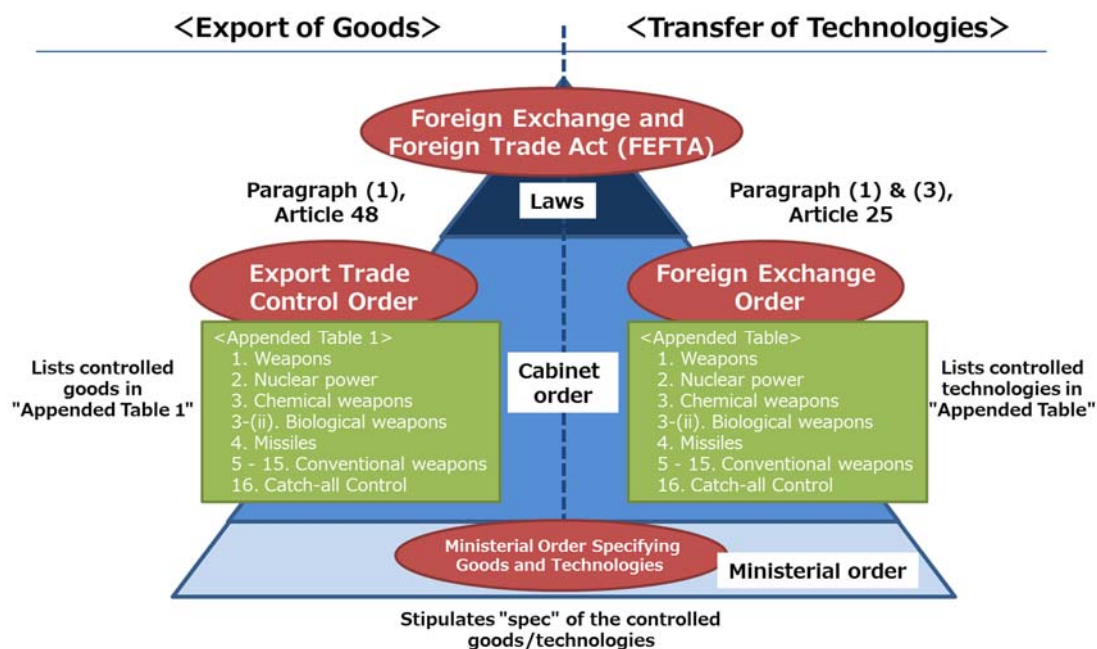 <Export of Goods>
<Transfer of Technologies>
Foreign Exchange and
Foreign Trade Act (FEFTA)
Paragraph (1),
Article 48
Laws
Paragraph (1) & (3),
Article 25
Export Trade
Control Order
Foreign Exchange
Order
Lists controlled
goods in
"Appended Table 1"
<Appended Table 1>
1. Weapons
2. Nuclear power
3. Chemical weapons
3-(ii). Biological weapons
4. Missiles
5 - 15. Conventional weapons
16. Catch-all Control
Cabinet
order
<Appended Table>
1. Weapons
2. Nuclear power
3. Chemical weapons
3-(ii). Biological weapons
4. Missiles
5 - 15. Conventional weapons
16. Catch-all Control
Lists controlled
technologies in
"Appended Table"
Ministerial Order Specifying
Goods and Technologies
Ministerial order
Stipulates "spec" of the controlled
goods/technologies